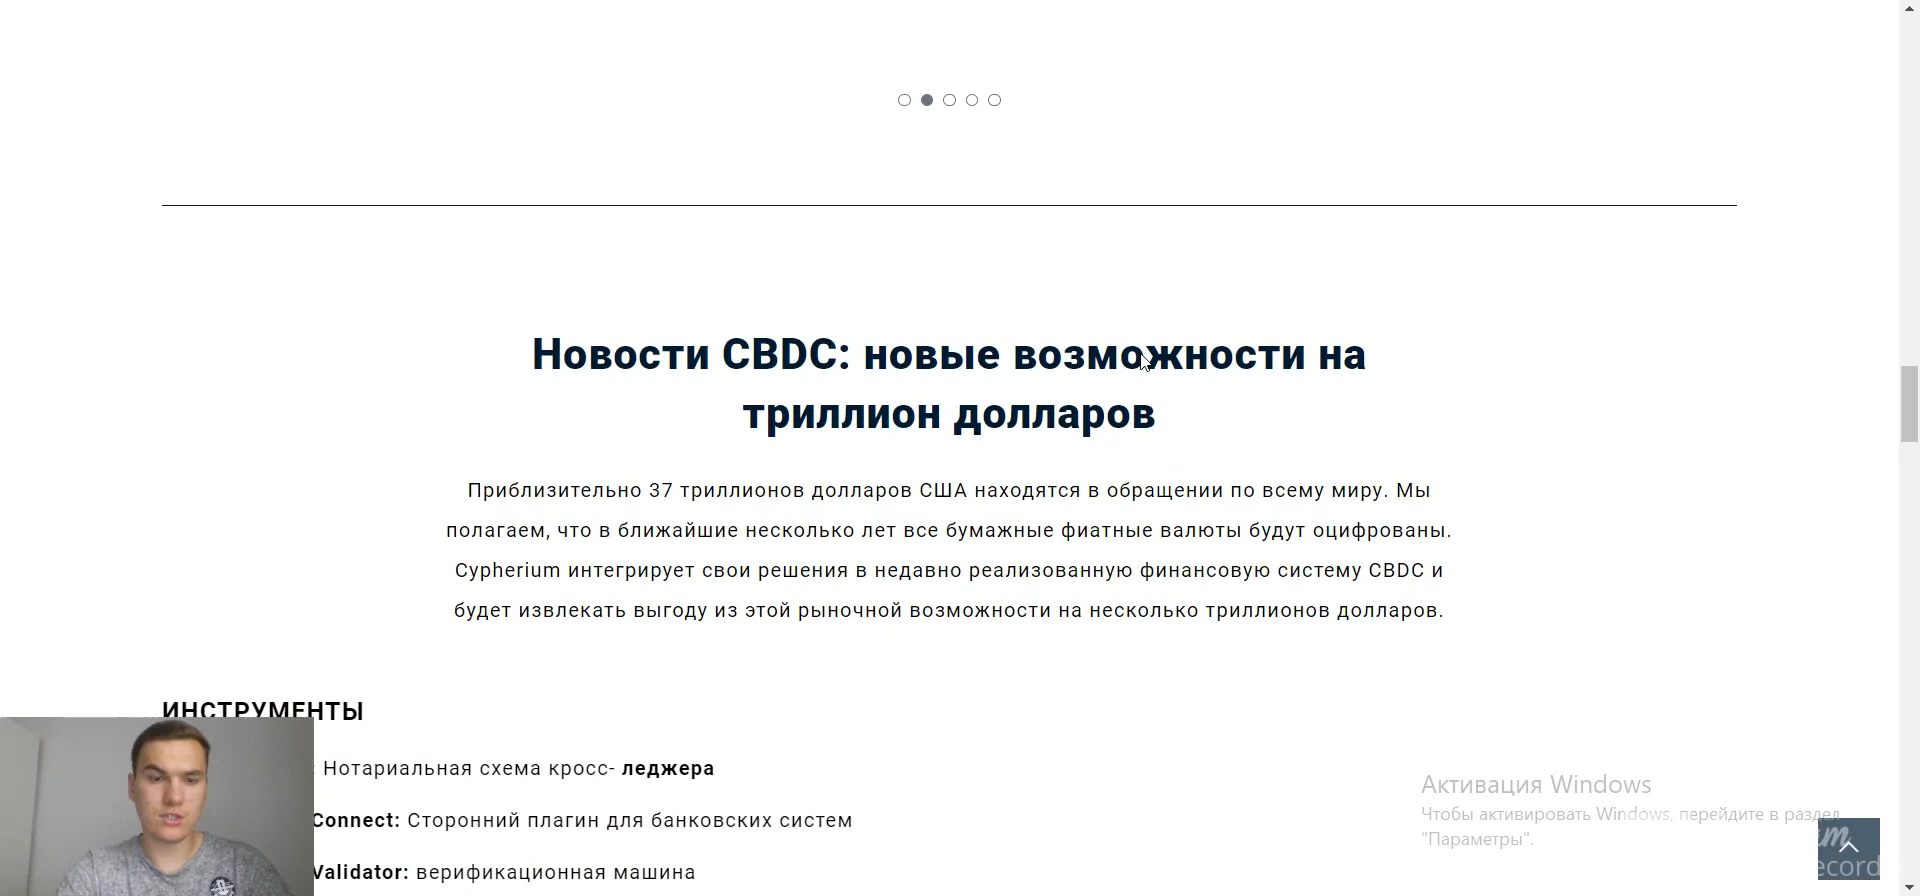 Новости CBDC: новые возможности на
триллион долларов
Приблизительно 37 триллионов долларов США находятся в обращении по всему миру. Мы
полагаем, что в ближайшие несколько лет все бумажные фиатные валюты будут оцифрованы.
Cypherium интегрирует свои решения в недавно реализованную финансовую систему CBDC и
будет извлекать выгоду из этой рыночной возможности на несколько триллионов долларов.
ИНСТРУМЕНТЫ
: Нотариальная схема кросс- леджера
Connect: Сторонний плагин для банковских систем
Validator: верификационная машина
Активация Windows
Чтобы активировать Windows, перейдите в раздел
"Параметры".